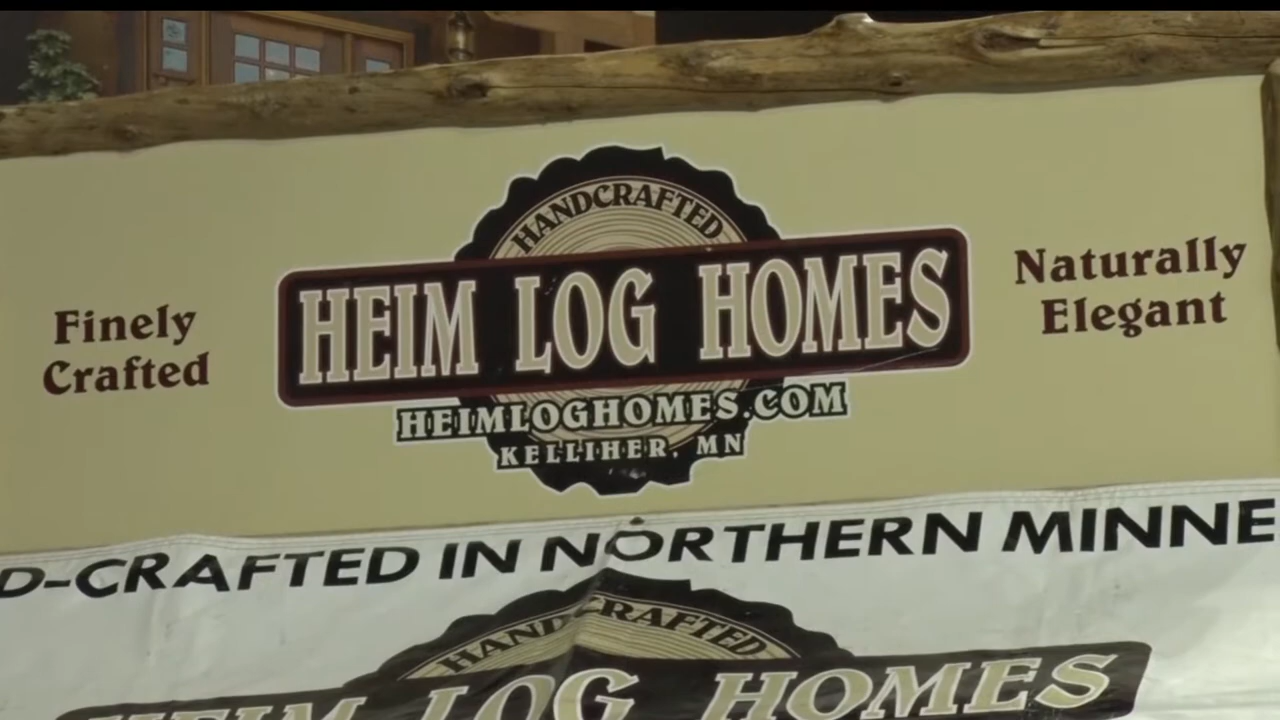 HANDCRAFTED
Finely
Crafted
HEIM LOG HOMES
Naturally
Elegant
HEIMLOGHOMES.COM
KELLIHER, MN
D-CRAFTED IN NORTHERN MINNE
HANDCRAFTED
HEIM LOG HOMES